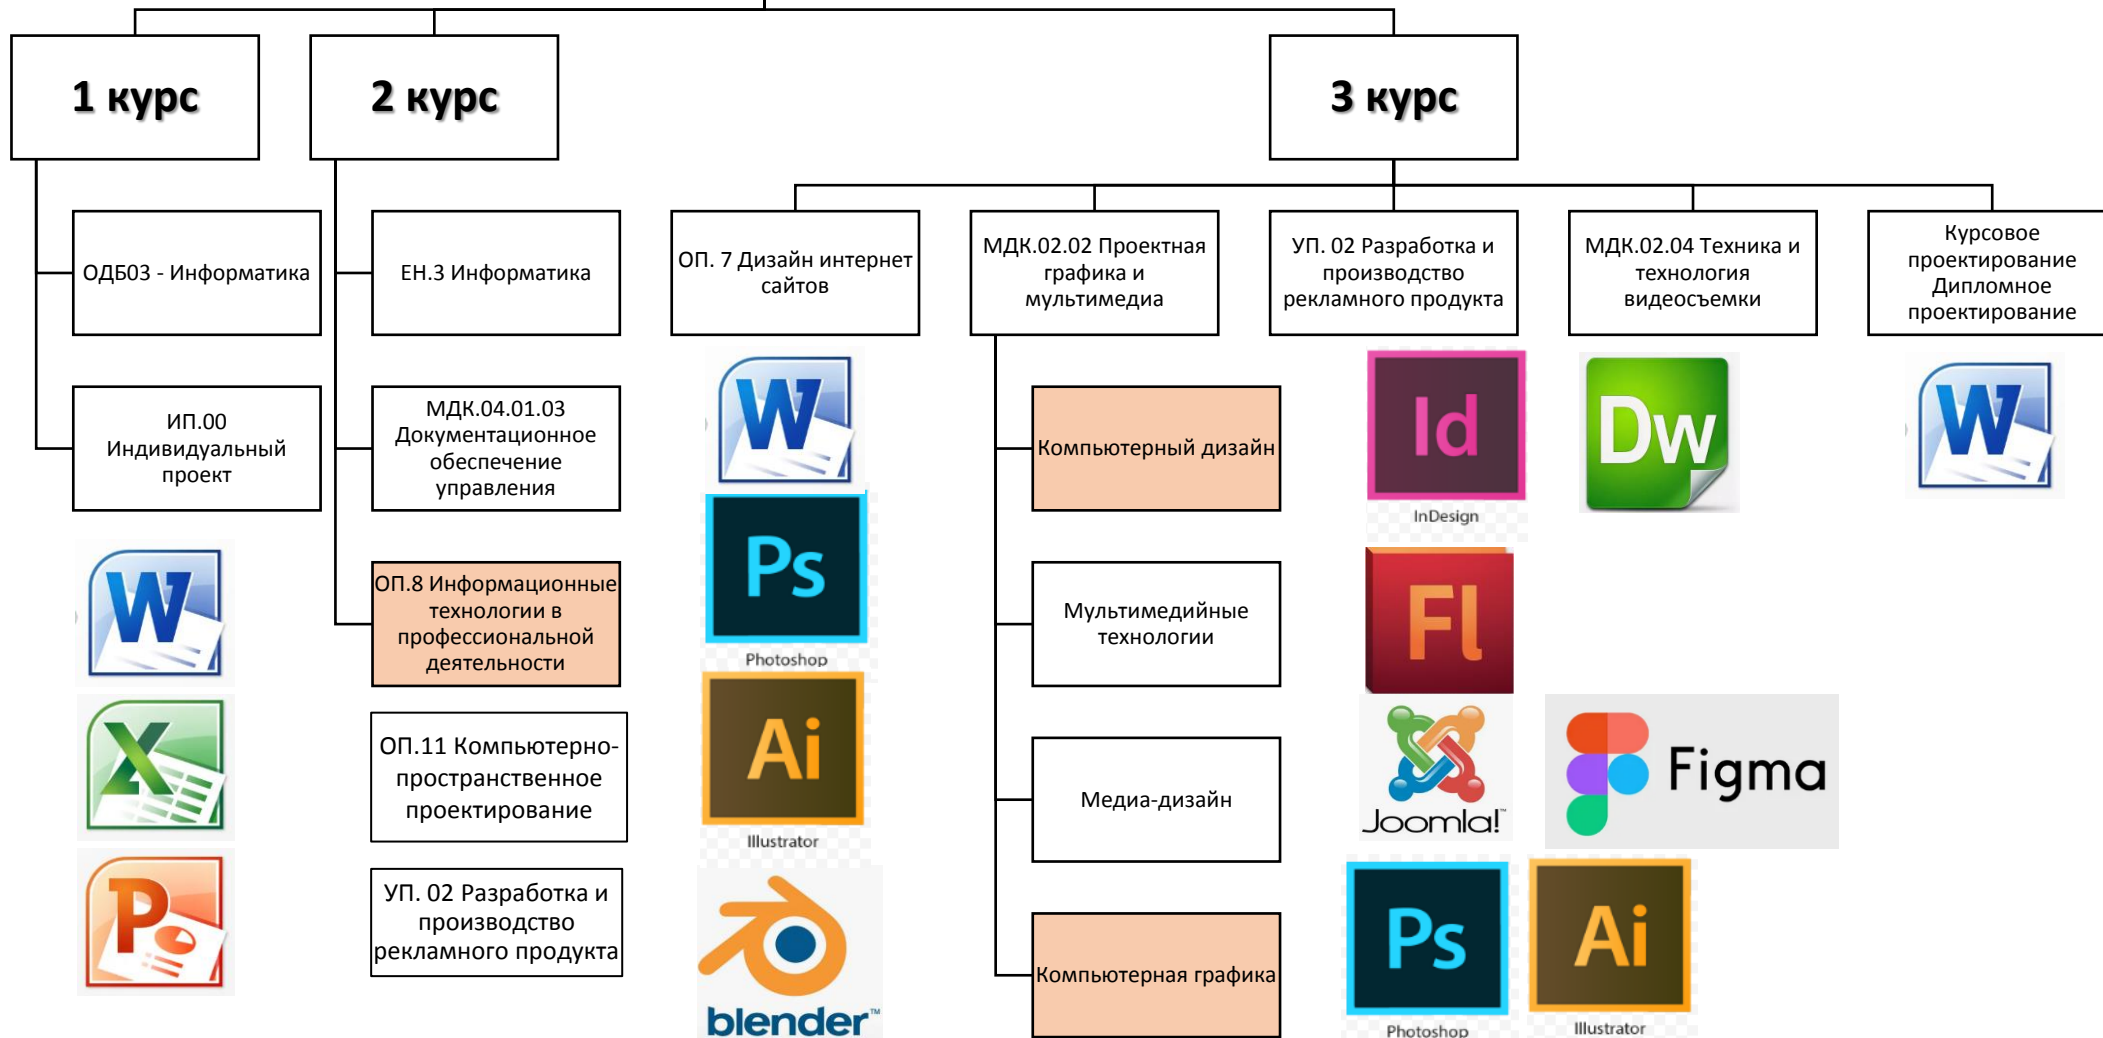 1 курс
2 курс
3 курс
ОДБ03 - Информатика
ИП.00
Индивидуальный
проект
W
X
P
ЕН.3 Информатика
МДК.04.01.03
Документационное
обеспечение
управления
ОП.8 Информационные
технологии в
профессиональной
деятельности
ОП.11 Компьютерно-
пространственное
проектирование
УП. 02 Разработка и
производство
рекламного продукта
ОП. 7 Дизайн интернет
сайтов
W
Ps
Photoshop
Ai
Illustrator
blender™
МДК.02.02 Проектная
графика и
мультимедиа
Компьютерный дизайн
Мультимедийные
технологии
Медиа-дизайн
Компьютерная графика
УП. 02 Разработка и
производство
рекламного продукта
Id
InDesign
Fl
Joomla!™
Ps
Photoshop
МДК.02.04 Техника и
технология
видеосъемки
Dw
Figma
Ai
Illustrator
Курсовое
проектирование
Дипломное
проектирование
W